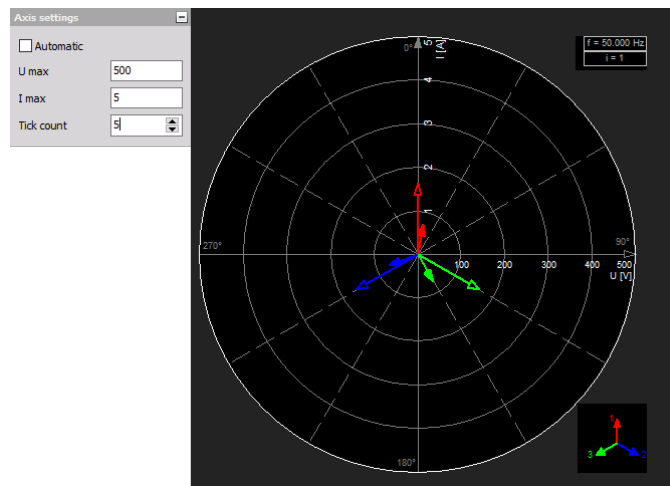 Axis settings
Automatic
U max 500
I max 5
Tick count 5
f = 50.000 Hz
i = 1
0°
5
I [A]
4
3
2
1
270°
90°
100 200 300 400 500
U [V]
180°
1
3 2